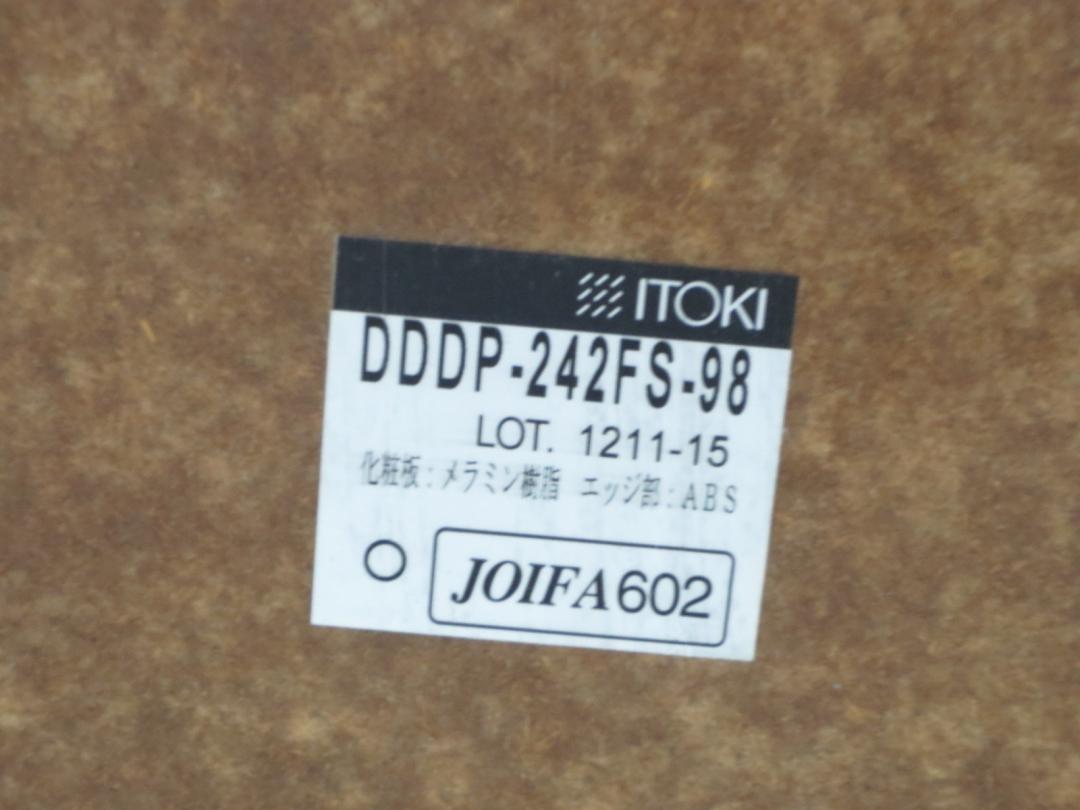 ITOKI
DDDP-242FS-98
LOT. 1211-15
化粧板:メラミン樹脂 エッジ部:ABS
○ JOIFA602